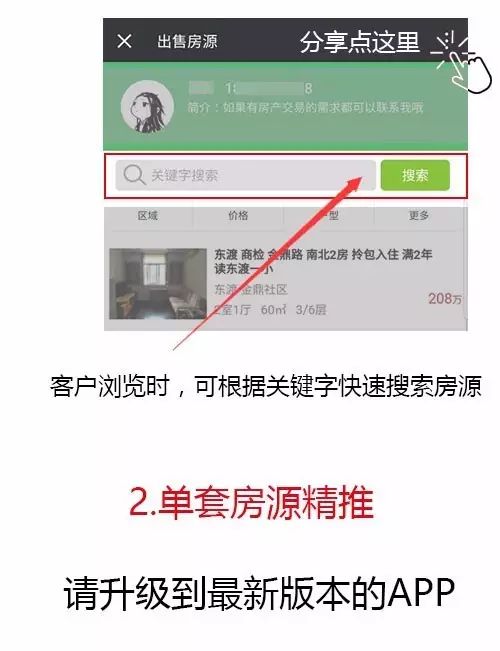 出售房源
分享点这里
18 8
简介：如果有房产交易的需求都可以联系我哦
关键字搜索
搜索
区域 价格 户型 更多
东渡 商检 金鼎路 南北2房 拎包入住 满2年
读东渡一小
东渡 金鼎社区
2室1厅 60㎡ 3/6层
208万
客户浏览时，可根据关键字快速搜索房源
2.单套房源精推
请升级到最新版本的APP